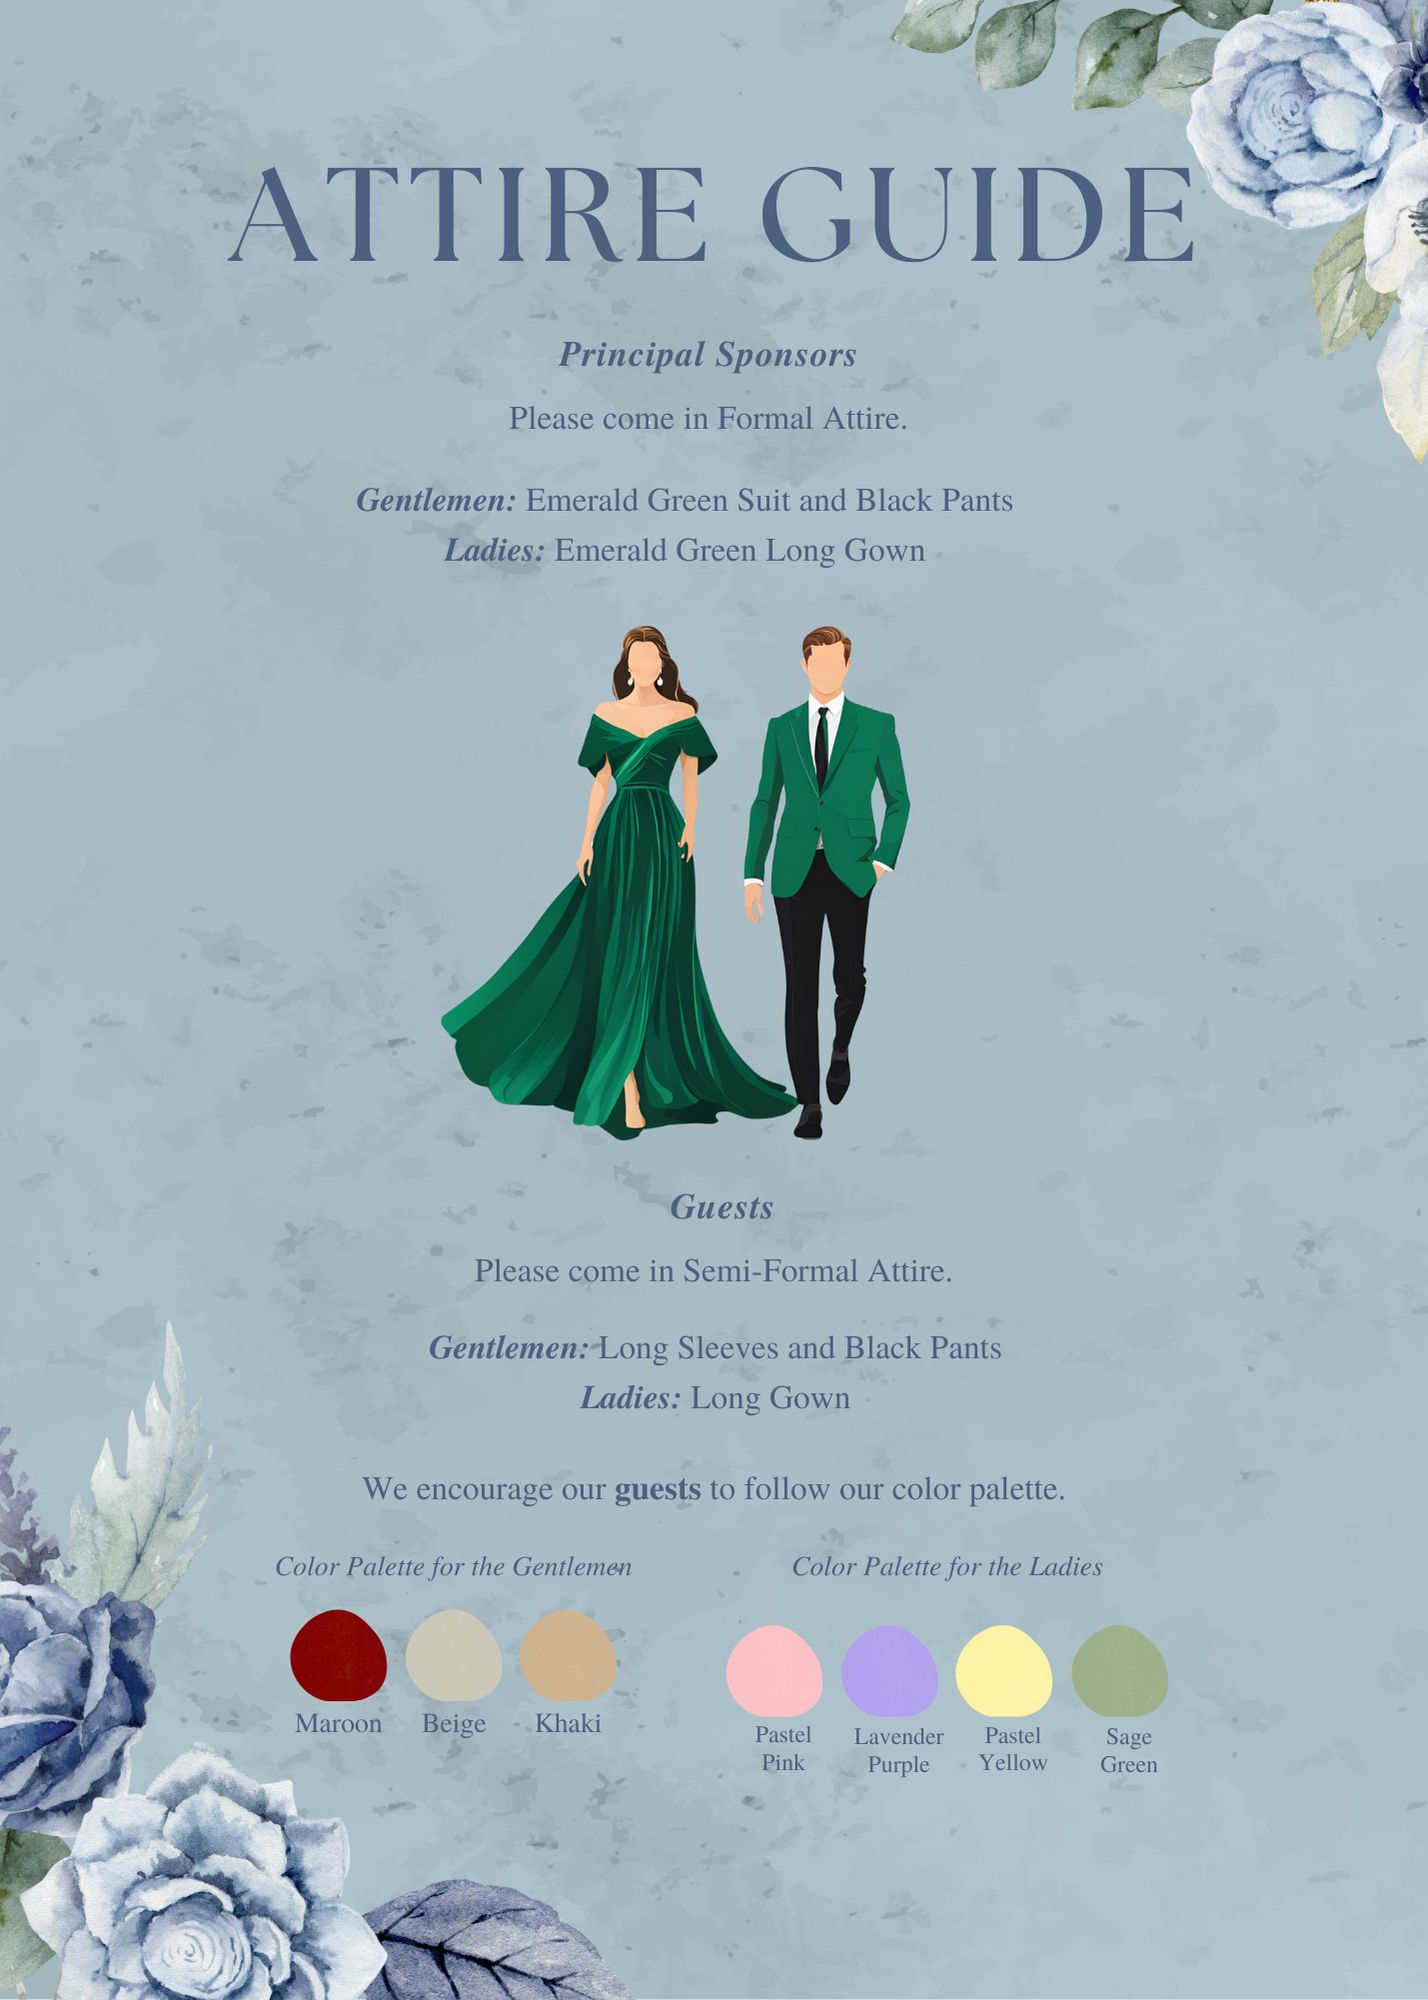 ATTIRE GUIDE
Principal Sponsors
Please come in Formal Attire.
Gentlemen: Emerald Green Suit and Black Pants
Ladies: Emerald Green Long Gown
Guests
Please come in Semi-Formal Attire.
Gentlemen: Long Sleeves and Black Pants
Ladies: Long Gown
We encourage our guests to follow our color palette.
Color Palette for the Gentlemen
Maroon
Beige
Khaki
Color Palette for the Ladies
Pastel
Pink
Lavender
Purple
Pastel
Yellow
Sage
Green